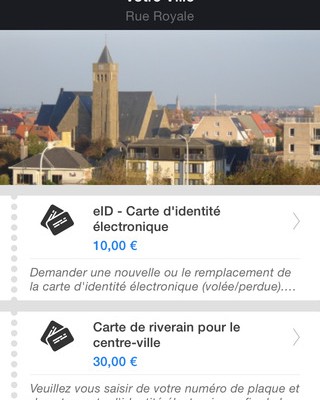 Votre Ville
Rue Royale
eID - Carte d'identité
électronique
10,00 €
Demander une nouvelle ou le remplacement de
la carte d'identité électronique (volée/perdue)....
Carte de riverain pour le
centre-ville
30,00 €
Veuillez vous saisir de votre numéro de plaque et